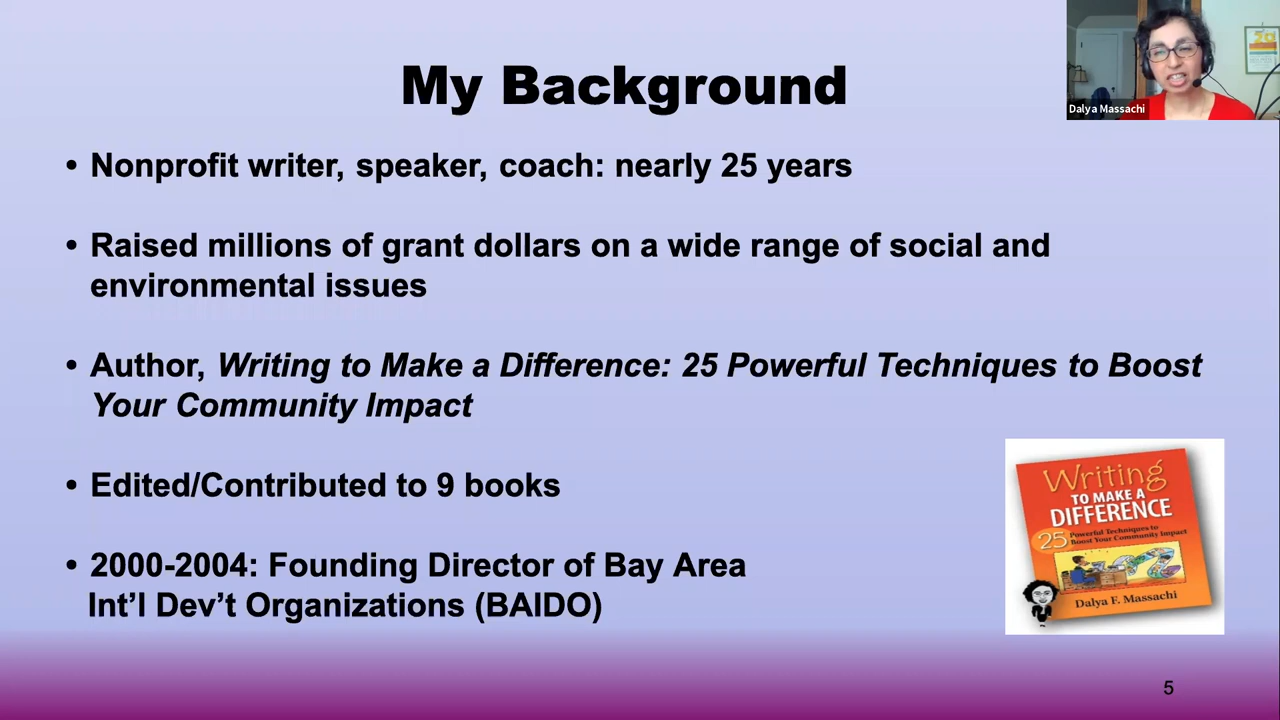 My Background
Dalya Massachi
• Nonprofit writer, speaker, coach: nearly 25 years
• Raised millions of grant dollars on a wide range of social and
environmental issues
• Author, Writing to Make a Difference: 25 Powerful Techniques to Boost
Your Community Impact
• Edited/Contributed to 9 books
• 2000-2004: Founding Director of Bay Area
Int’l Dev’t Organizations (BAIDO)
Writing
TO MAKE A
DIFFERENCE
25 Powerful Techniques to
Boost Your Community Impact
Dalya F. Massachi
5